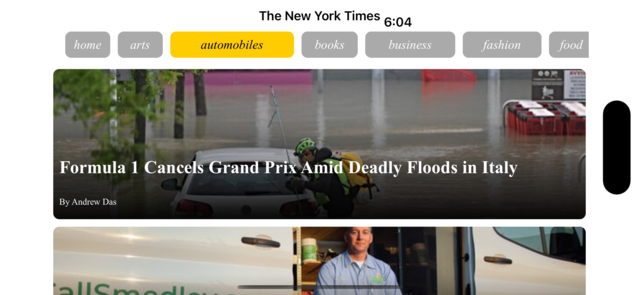 The New York Times
6:04
home
arts
automobiles
books
business
fashion
food
Formula 1 Cancels Grand Prix Amid Deadly Floods in Italy
By Andrew Das